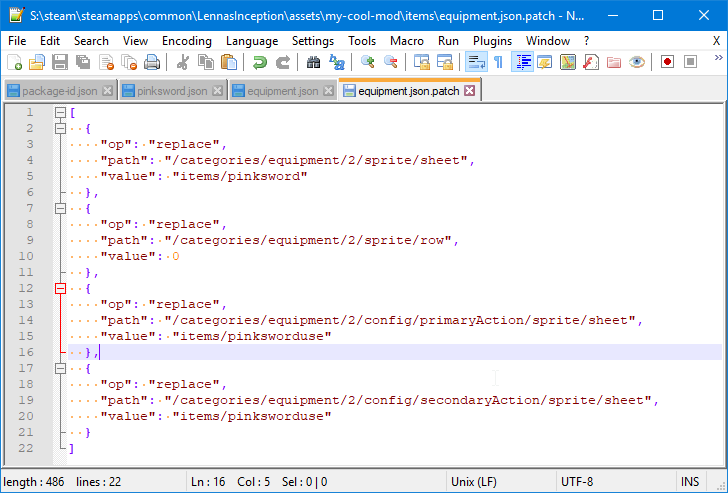 S:\steam\steamapps\common\LennasInception\assets\my-cool-mod\items\equipment.json.patch - N...
File Edit Search View Encoding Language Settings Tools Macro Run Plugins Window ? X
package-id.json pinksword.json equipment.json equipment.json.patch
1 [
2 {
3 "op": "replace",
4 "path": "/categories/equipment/2/sprite/sheet",
5 "value": "items/pinksword"
6 },
7 {
8 "op": "replace",
9 "path": "/categories/equipment/2/sprite/row",
10 "value": 0
11 },
12 {
13 "op": "replace",
14 "path": "/categories/equipment/2/config/primaryAction/sprite/sheet",
15 "value": "items/pinksworduse"
16 },
17 {
18 "op": "replace",
19 "path": "/categories/equipment/2/config/secondaryAction/sprite/sheet",
20 "value": "items/pinksworduse"
21 }
22 ]
length : 486 lines : 22 Ln : 16 Col : 5 Sel : 0 | 0 Unix (LF) UTF-8 INS